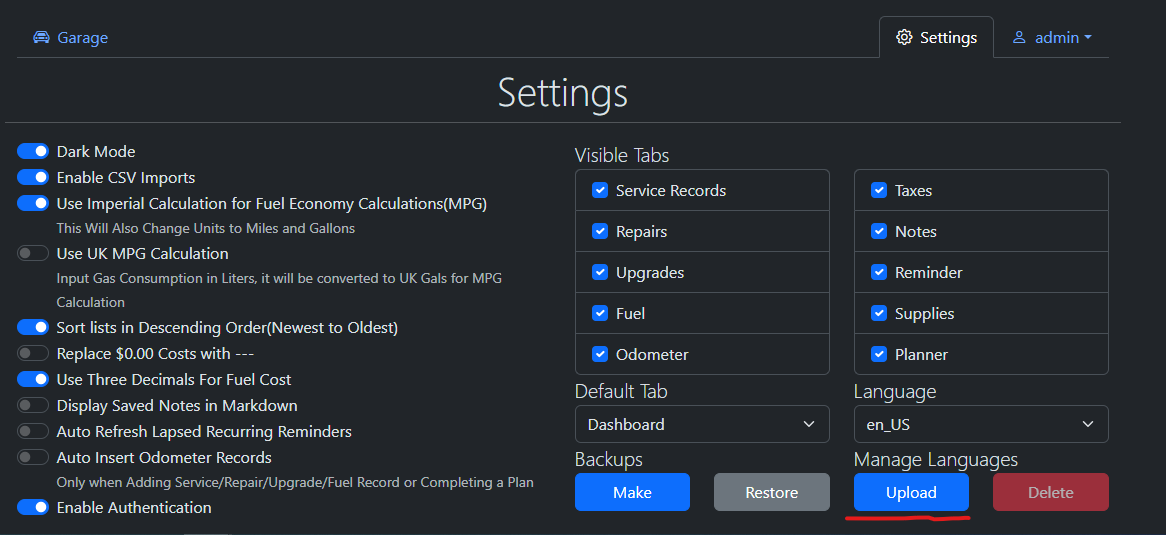 Garage
Settings
admin
Settings
Dark Mode
Enable CSV Imports
Use Imperial Calculation for Fuel Economy Calculations(MPG)
This Will Also Change Units to Miles and Gallons
Use UK MPG Calculation
Input Gas Consumption in Liters, it will be converted to UK Gals for MPG
Calculation
Sort lists in Descending Order(Newest to Oldest)
Replace $0.00 Costs with ---
Use Three Decimals For Fuel Cost
Display Saved Notes in Markdown
Auto Refresh Lapsed Recurring Reminders
Auto Insert Odometer Records
Only when Adding Service/Repair/Upgrade/Fuel Record or Completing a Plan
Enable Authentication
Visible Tabs
Service Records
Repairs
Upgrades
Fuel
Odometer
Taxes
Notes
Reminder
Supplies
Planner
Default Tab
Dashboard
Language
en_US
Backups
Make
Restore
Manage Languages
Upload
Delete